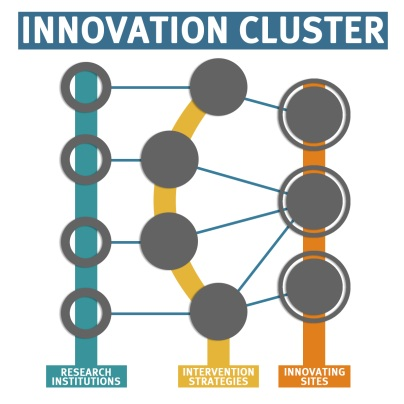 INNOVATION CLUSTER
RESEARCH
INSTITUTIONS
INTERVENTION
STRATEGIES
INNOVATING
SITES